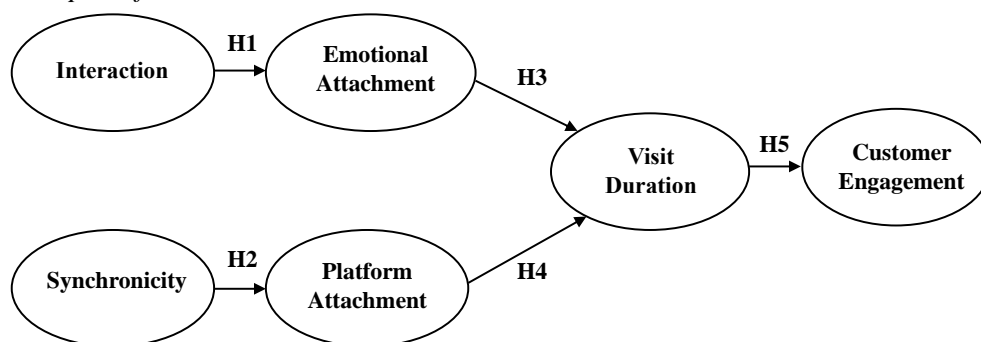 H1
Interaction
Emotional
Attachment
H3
Visit
Duration
H5
Customer
Engagement
Synchronicity
H2
Platform
Attachment
H4